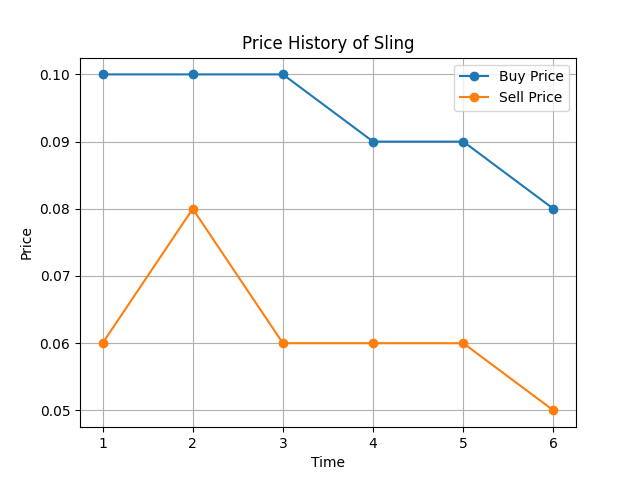 Price History of Sling
Buy Price
Sell Price
0.10
0.09
0.08
0.07
0.06
0.05
Price
1 2 3 4 5 6
Time